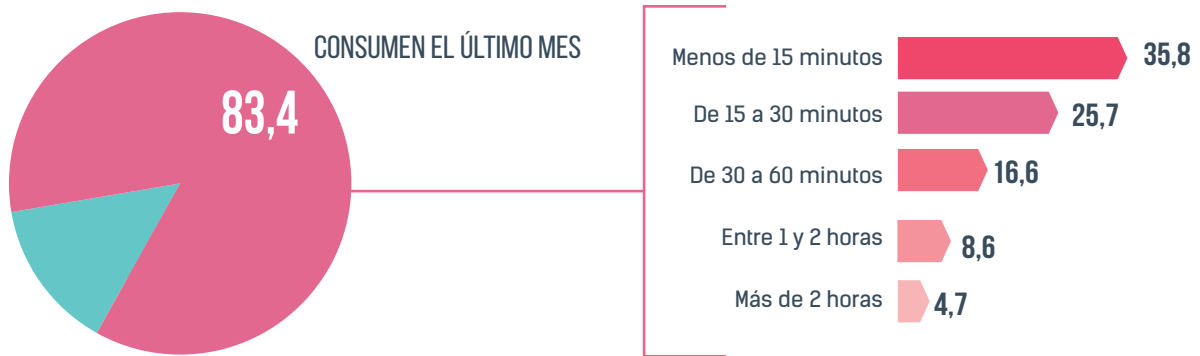 CONSUMEN EL ÚLTIMO MES
83,4
Menos de 15 minutos 35,8
De 15 a 30 minutos 25,7
De 30 a 60 minutos 16,6
Entre 1 y 2 horas 8,6
Más de 2 horas 4,7